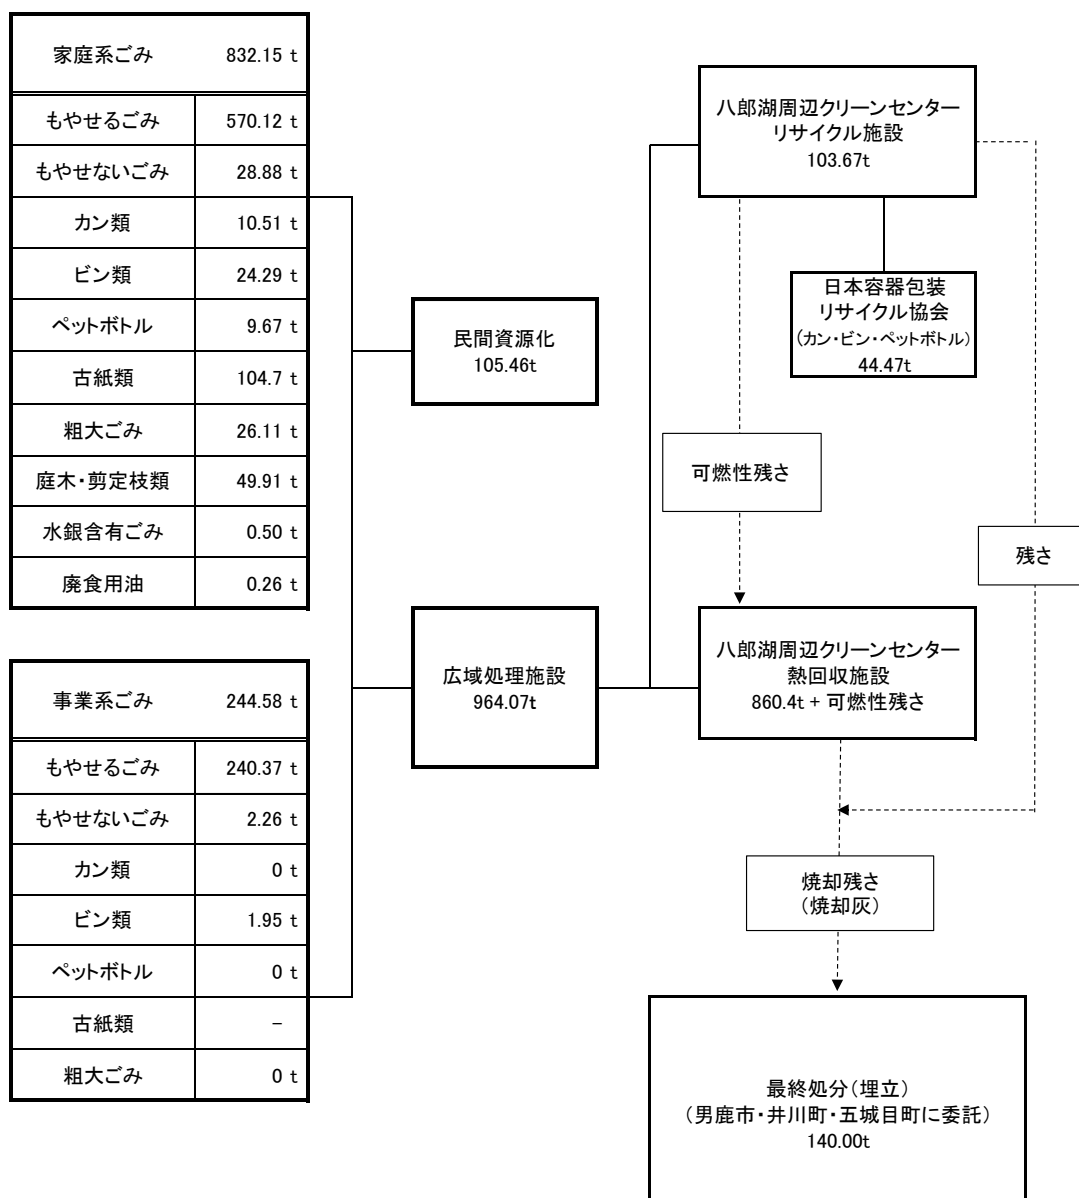 家庭系ごみ 832.15 t
もやせるごみ 570.12 t
もやせないごみ 28.88 t
カン類 10.51 t
ビン類 24.29 t
ペットボトル 9.67 t
古紙類 104.7 t
粗大ごみ 26.11 t
庭木・剪定枝類 49.91 t
水銀含有ごみ 0.50 t
廃食用油 0.26 t
事業系ごみ 244.58 t
もやせるごみ 240.37 t
もやせないごみ 2.26 t
カン類 0 t
ビン類 1.95 t
ペットボトル 0 t
古紙類 －
粗大ごみ 0 t
民間資源化
105.46t
広域処理施設
964.07t
八郎湖周辺クリーンセンター
リサイクル施設
103.67t
日本容器包装
リサイクル協会
(カン・ビン・ペットボトル)
44.47t
可燃性残さ
残さ
八郎湖周辺クリーンセンター
熱回収施設
860.4t + 可燃性残さ
焼却残さ
（焼却灰）
最終処分（埋立）
（男鹿市・井川町・五城目町に委託）
140.00t